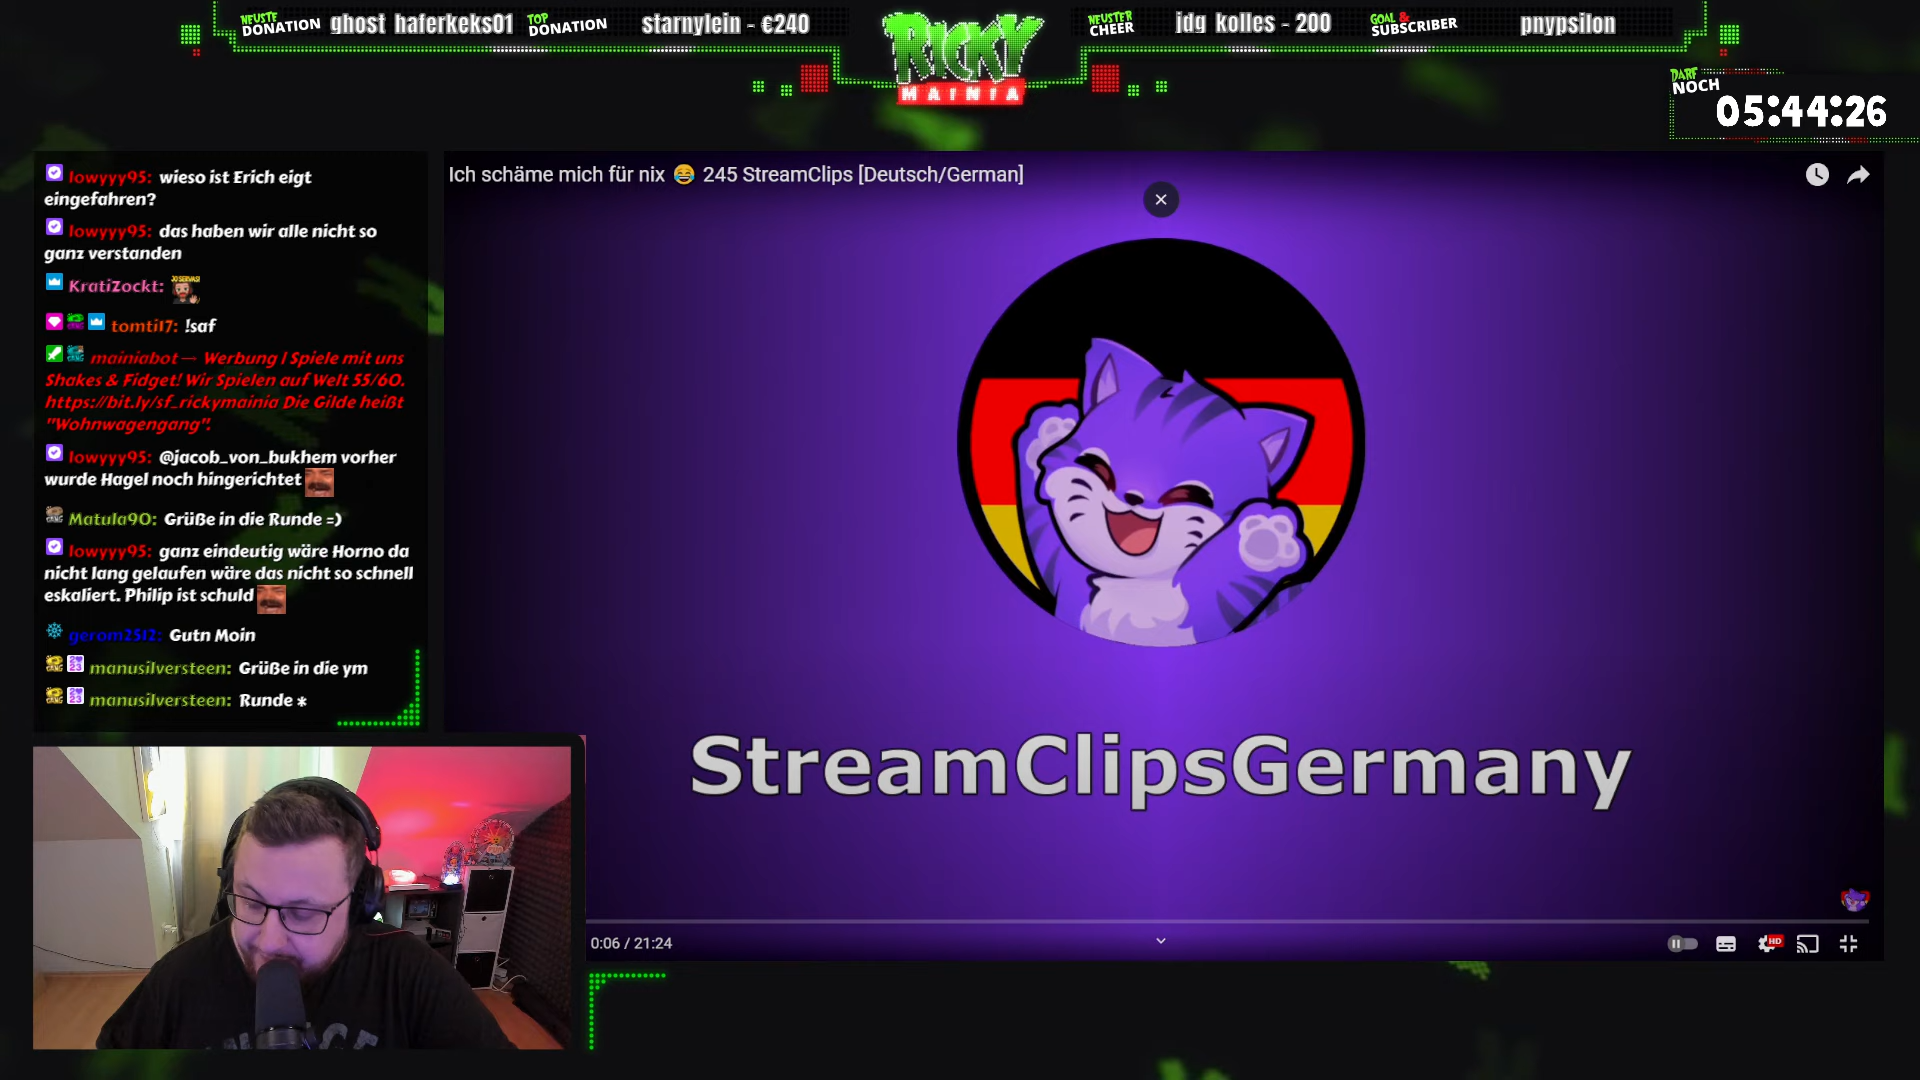 NEUSTE
DONATION
ghost_haferkeks01
TOP
DONATION
starnylein - €240
RICKY
MAINIA
NEUSTER
CHEER
jdg_kolles - 200
GOAL &
SUBSCRIBER
pnypsilon
DARF
NOCH
05:44:26
lowyyy95: wieso ist Erich eigt
eingefahren?
lowyyy95: das haben wir alle nicht so
ganz verstanden
KratiZockt:
tomti17: !saf
mainiabot — Werbung | Spiele mit uns
Shakes & Fidget! Wir Spielen auf Welt 55/60.
https://bit.ly/sf_rickymainia Die Gilde heißt
"Wohnwagengang".
lowyyy95: @jacob_von_bukhem vorher
wurde Hagel noch hingerichtet
Matula90: Grüße in die Runde =)
lowyyy95: ganz eindeutig wäre Horno da
nicht lang gelaufen wäre das nicht so schnell
eskaliert. Philip ist schuld
gerom2512: Gutn Moin
manusilversteen: Grüße in die ym
manusilversteen: Runde *
Ich schäme mich für nix 😂 245 StreamClips [Deutsch/German]
StreamClipsGermany
0:06 / 21:24
HD